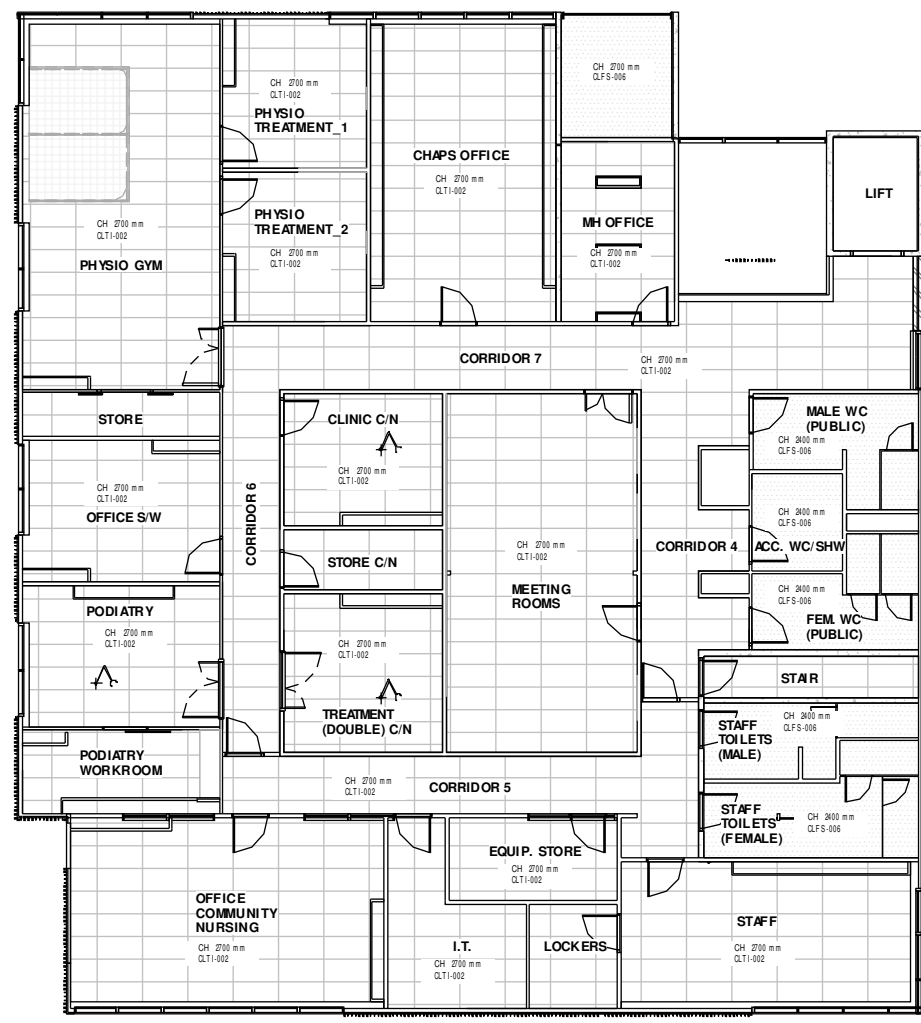 CH 2700 mm
CLFS-006
CH 2700 mm
CLTI-002
PHYSIO
TREATMENT_1
CHAPS OFFICE
CH 2700 mm
CLTI-002
LIFT
PHYSIO
TREATMENT_2
CH 2700 mm
CLTI-002
MH OFFICE
CH 2700 mm
CLTI-002
CH 2700 mm
CLTI-002
PHYSIO GYM
CORRIDOR 7
CH 2700 mm
CLTI-002
STORE
CLINIC C/N
CH 2700 mm
CLTI-002
MALE WC
(PUBLIC)
CH 2400 mm
CLFS-006
CH 2700 mm
CLTI-002
OFFICE S/W
CORRIDOR 6
CH 2400 mm
CLFS-006
ACC. WC/SHW
CORRIDOR 4
STORE C/N
CH 2700 mm
CLTI-002
MEETING
ROOMS
CH 2400 mm
CLFS-006
FEM. WC
(PUBLIC)
PODIATRY
CH 2700 mm
CLTI-002
CH 2700 mm
CLTI-002
TREATMENT
(DOUBLE) C/N
STAIR
STAFF
TOILETS
(MALE)
CH 2400 mm
CLFS-006
PODIATRY
WORKROOM
CH 2700 mm
CLTI-002
CORRIDOR 5
STAFF
TOILETS
(FEMALE)
CH 2400 mm
CLFS-006
EQUIP. STORE
CH 2700 mm
CLTI-002
OFFICE
COMMUNITY
NURSING
CH 2700 mm
CLTI-002
I.T.
CH 2700 mm
CLTI-002
LOCKERS
STAFF
CH 2700 mm
CLTI-002